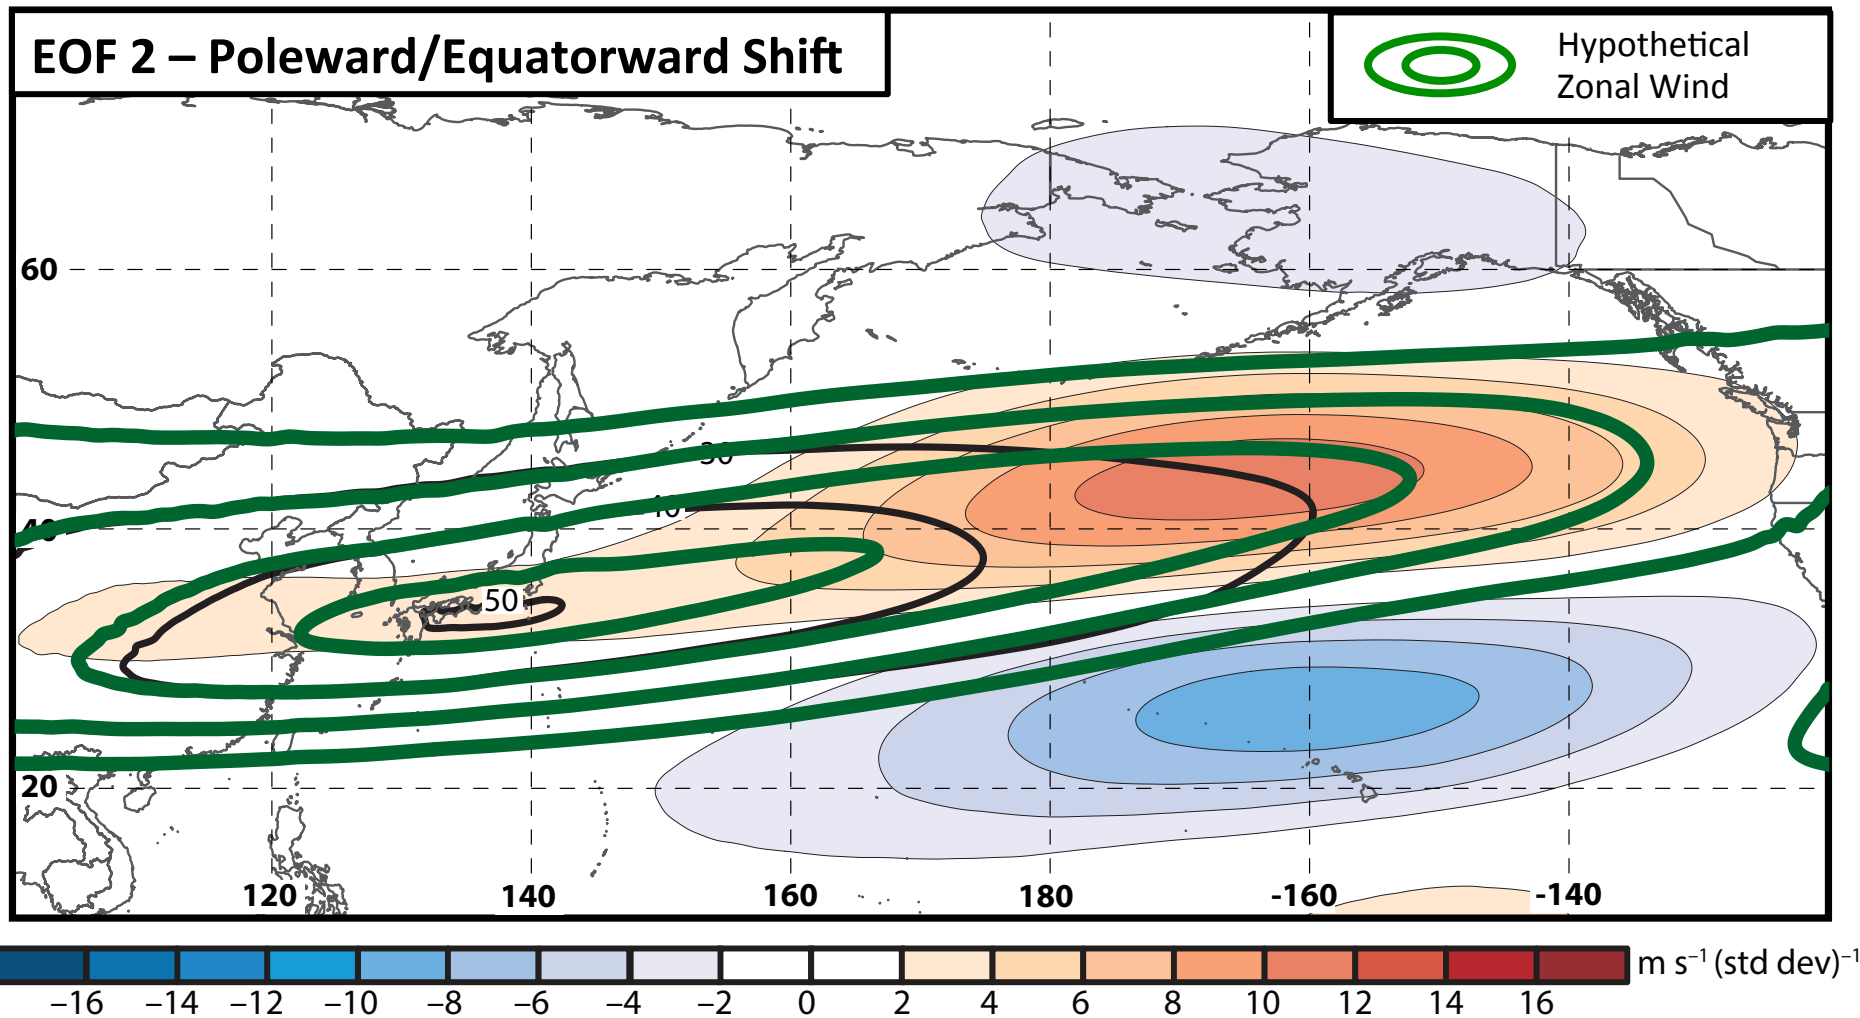 EOF 2 – Poleward/Equatorward Shift
Hypothetical
Zonal Wind
60
30
40
40
50
20
120 140 160 180 -160 -140
m s⁻¹ (std dev)⁻¹
−16 −14 −12 −10 −8 −6 −4 −2 0 2 4 6 8 10 12 14 16